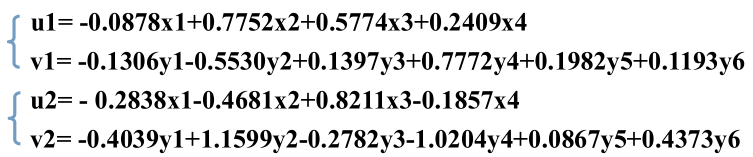 u1= -0.0878x1+0.7752x2+0.5774x3+0.2409x4
v1= -0.1306y1-0.5530y2+0.1397y3+0.7772y4+0.1982y5+0.1193y6
u2= - 0.2838x1-0.4681x2+0.8211x3-0.1857x4
v2= -0.4039y1+1.1599y2-0.2782y3-1.0204y4+0.0867y5+0.4373y6